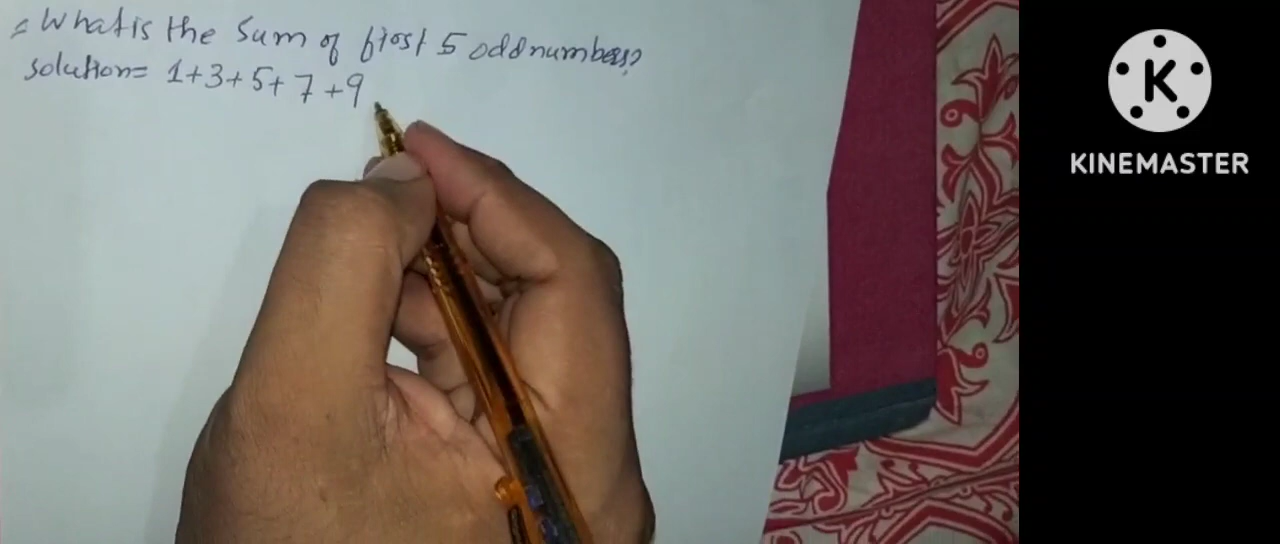 What is the sum of first 5 odd numbers?
solution= 1+3+5+7+9
K
KINEMASTER